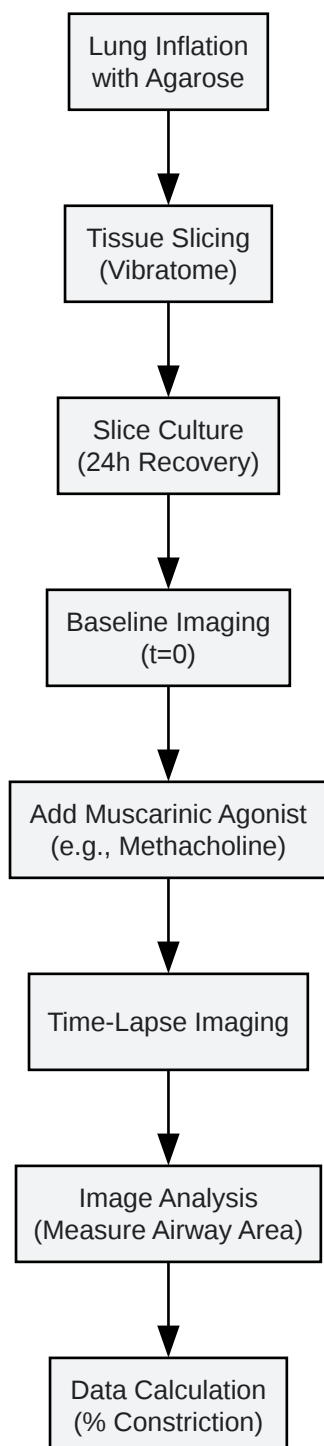 Lung Inflation
with Agarose
Tissue Slicing
(Vibratome)
Slice Culture
(24h Recovery)
Baseline Imaging
(t=0)
Add Muscarinic Agonist
(e.g., Methacholine)
Time-Lapse Imaging
Image Analysis
(Measure Airway Area)
Data Calculation
(% Constriction)